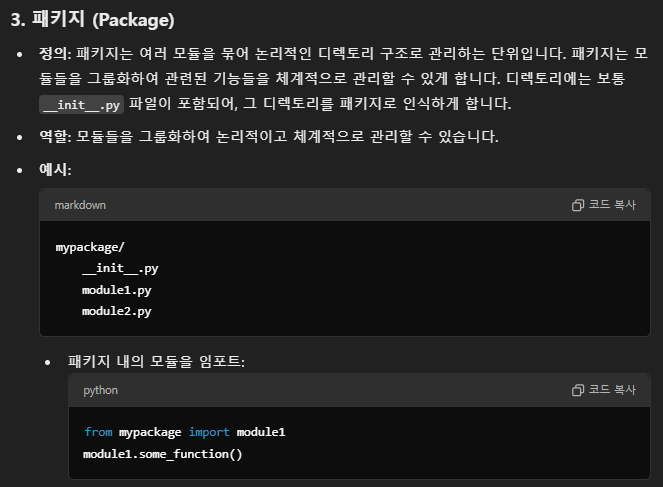 3. 패키지 (Package)
• 정의: 패키지는 여러 모듈을 묶어 논리적인 디렉토리 구조로 관리하는 단위입니다. 패키지는 모
듈들을 그룹화하여 관련된 기능들을 체계적으로 관리할 수 있게 합니다. 디렉토리에는 보통
__init__.py 파일이 포함되어, 그 디렉토리를 패키지로 인식하게 합니다.
• 역할: 모듈들을 그룹화하여 논리적이고 체계적으로 관리할 수 있습니다.
• 예시:
markdown 코드 복사
mypackage/
    __init__.py
    module1.py
    module2.py
• 패키지 내의 모듈을 임포트:
python 코드 복사
from mypackage import module1
module1.some_function()